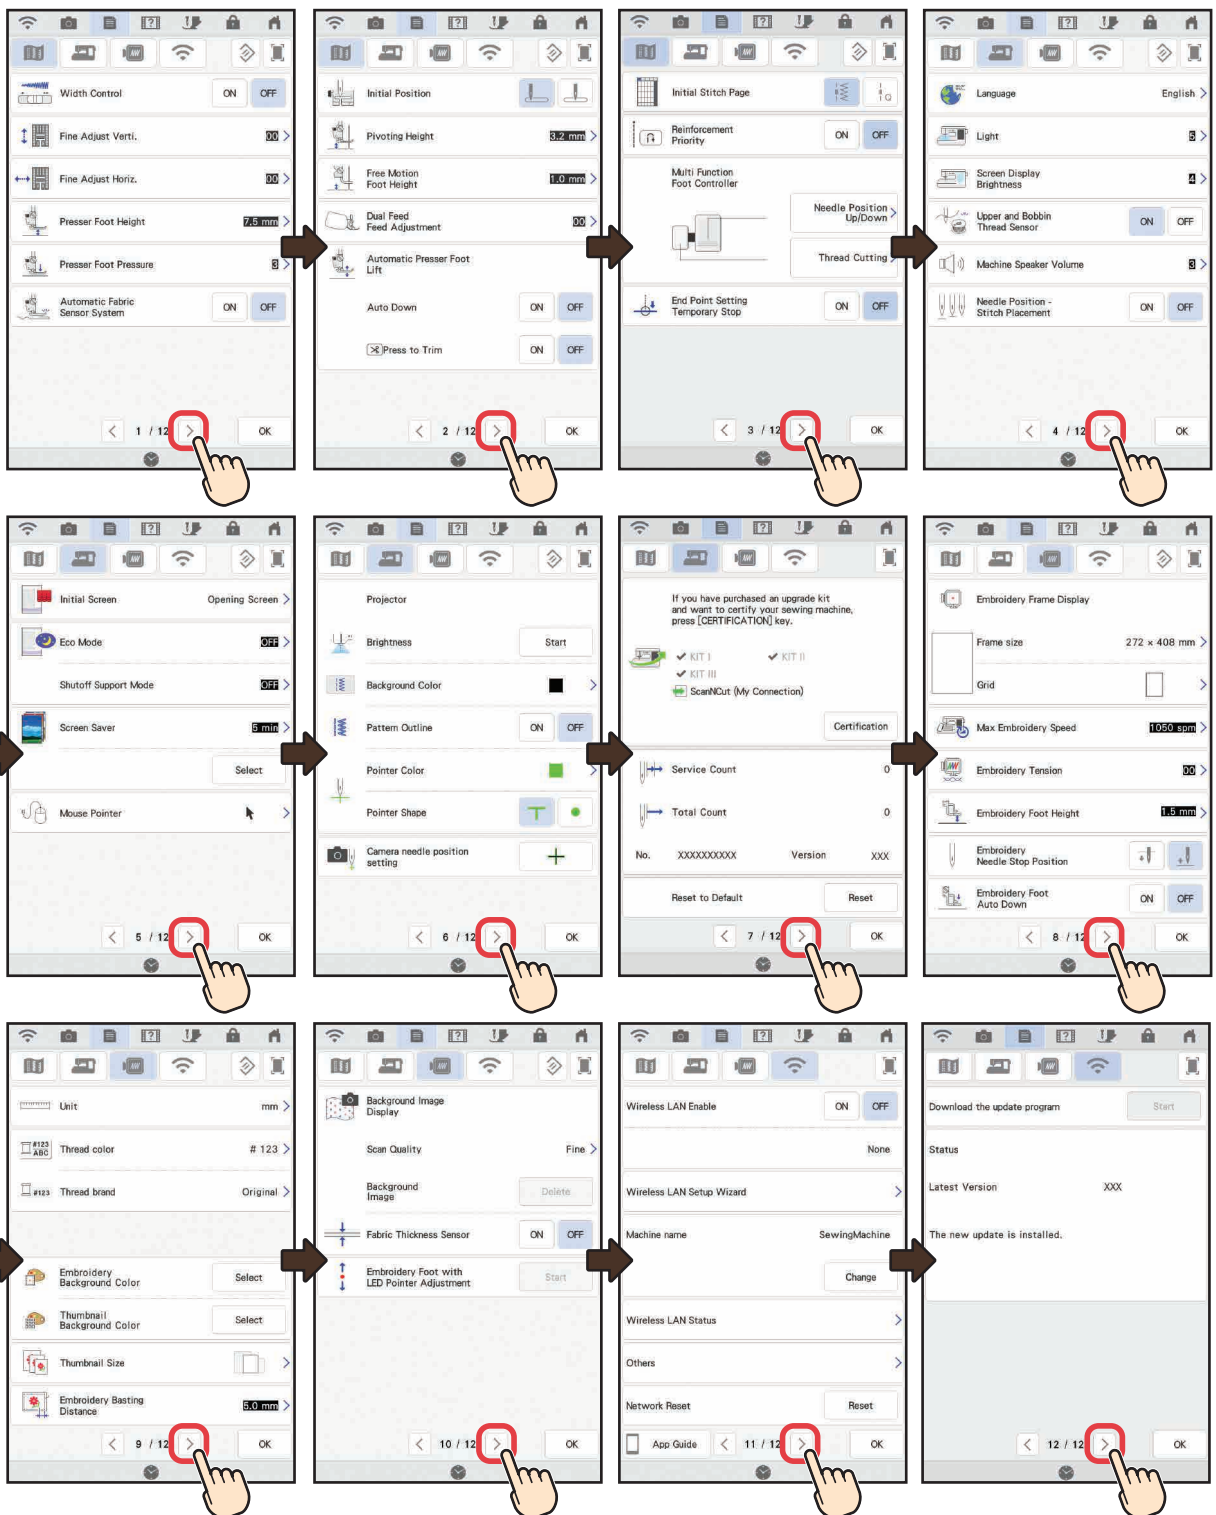 Width Control
ON OFF
Fine Adjust Verti.
00
Fine Adjust Horiz.
00
Presser Foot Height
7.5 mm
Presser Foot Pressure
3
Automatic Fabric
Sensor System
ON OFF
1 / 12
OK
Initial Position
Pivoting Height
3.2 mm
Free Motion
Foot Height
1.0 mm
Dual Feed
Feed Adjustment
00
Automatic Presser Foot
Lift
Auto Down
ON OFF
Press to Trim
ON OFF
2 / 12
OK
Initial Stitch Page
Q
Reinforcement
Priority
ON OFF
Multi Function
Foot Controller
Needle Position
Up/Down
Thread Cutting
End Point Setting
Temporary Stop
ON OFF
3 / 12
OK
Language
English
Light
5
Screen Display
Brightness
4
Upper and Bobbin
Thread Sensor
ON OFF
Machine Speaker Volume
3
Needle Position -
Stitch Placement
ON OFF
4 / 12
OK
Initial Screen
Opening Screen
Eco Mode
OFF
Shutoff Support Mode
OFF
Screen Saver
5 min
Select
Mouse Pointer
5 / 12
OK
Projector
Brightness
Start
Background Color
Pattern Outline
ON OFF
Pointer Color
Pointer Shape
Camera needle position
setting
6 / 12
OK
If you have purchased an upgrade kit
and want to certify your sewing machine,
press [CERTIFICATION] key.
KIT I KIT II
KIT III
ScanNCut (My Connection)
Certification
Service Count
0
Total Count
0
No. XXXXXXXXXX Version XXX
Reset to Default
Reset
7 / 12
OK
Embroidery Frame Display
Frame size
272 × 408 mm
Grid
Max Embroidery Speed
1050 spm
Embroidery Tension
00
Embroidery Foot Height
1.5 mm
Embroidery
Needle Stop Position
Embroidery Foot
Auto Down
ON OFF
8 / 12
OK
Unit
mm
#123
ABC
Thread color
# 123
#123
Thread brand
Original
Embroidery
Background Color
Select
Thumbnail
Background Color
Select
Thumbnail Size
Embroidery Basting
Distance
5.0 mm
9 / 12
OK
Background Image
Display
Scan Quality
Fine
Background
Image
Delete
Fabric Thickness Sensor
ON OFF
Embroidery Foot with
LED Pointer Adjustment
Start
10 / 12
OK
Wireless LAN Enable
ON OFF
None
Wireless LAN Setup Wizard
Machine name
SewingMachine
Change
Wireless LAN Status
Others
Network Reset
Reset
App Guide
11 / 12
OK
Download the update program
Start
Status
Latest Version XXX
The new update is installed.
12 / 12
OK